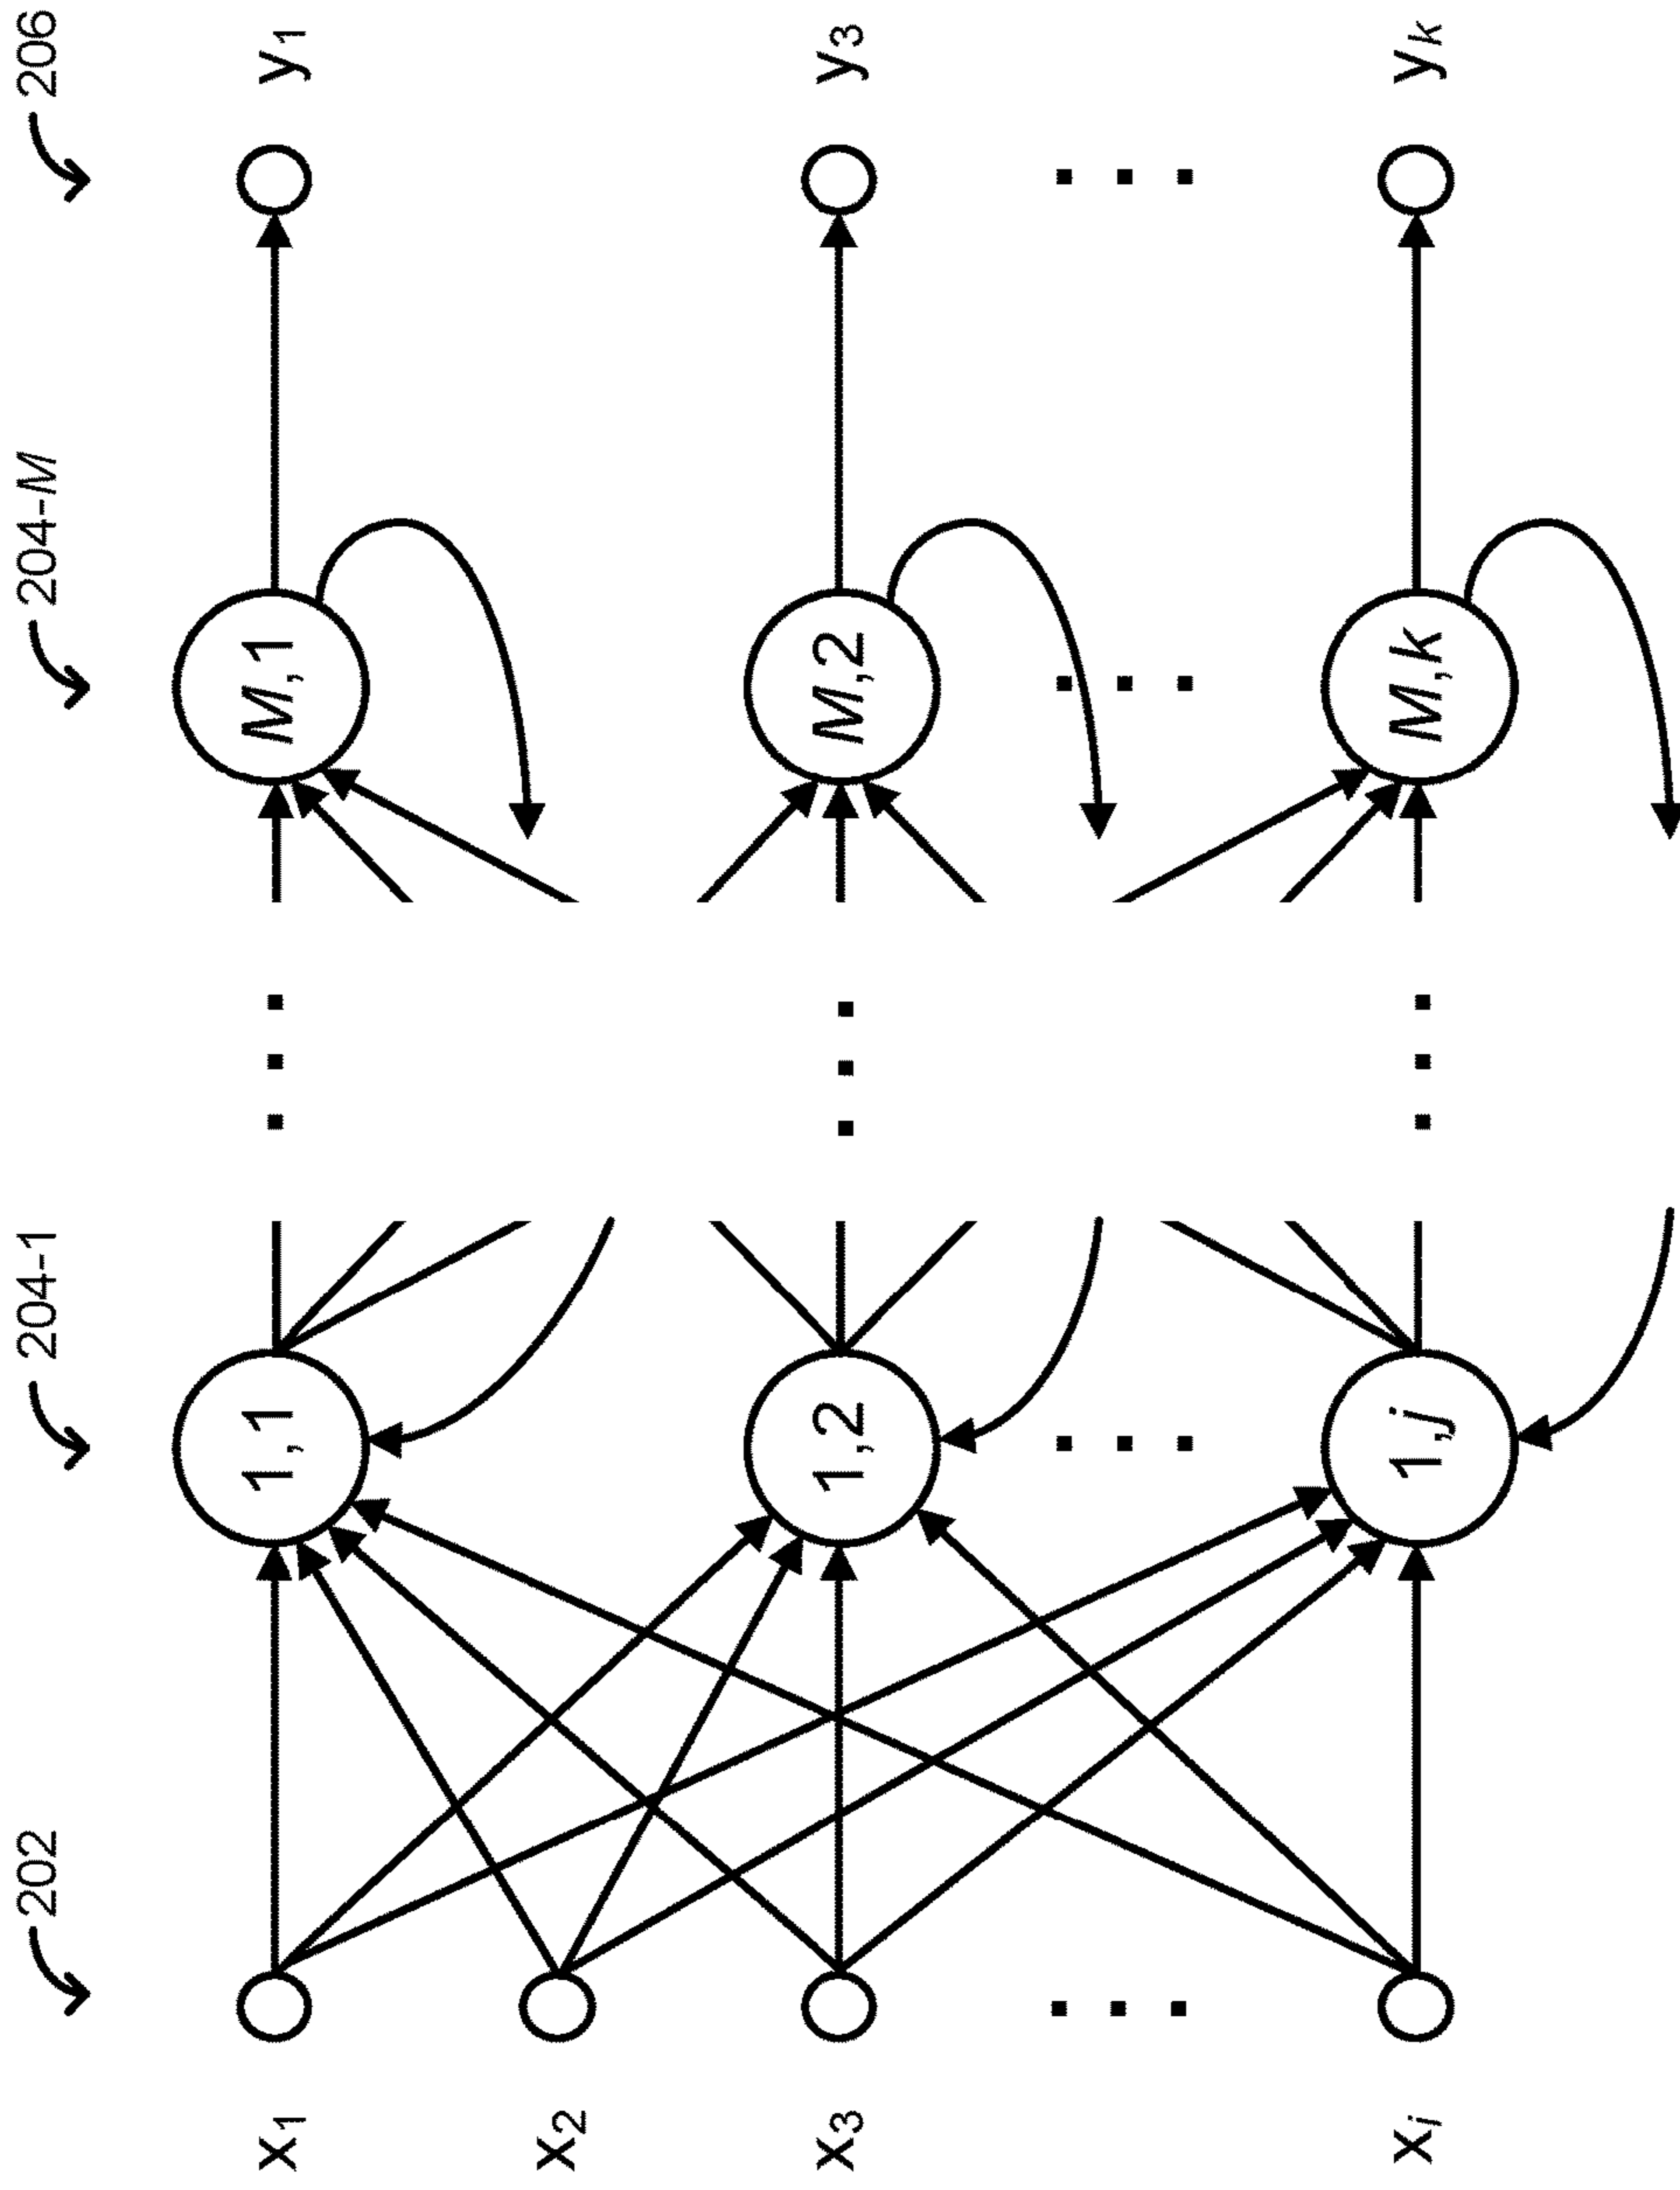 202
204-1
204-M
206
x1
1,1
M,1
y1
x2
x3
1,2
M,2
y3
xi
1,j
M,k
yk